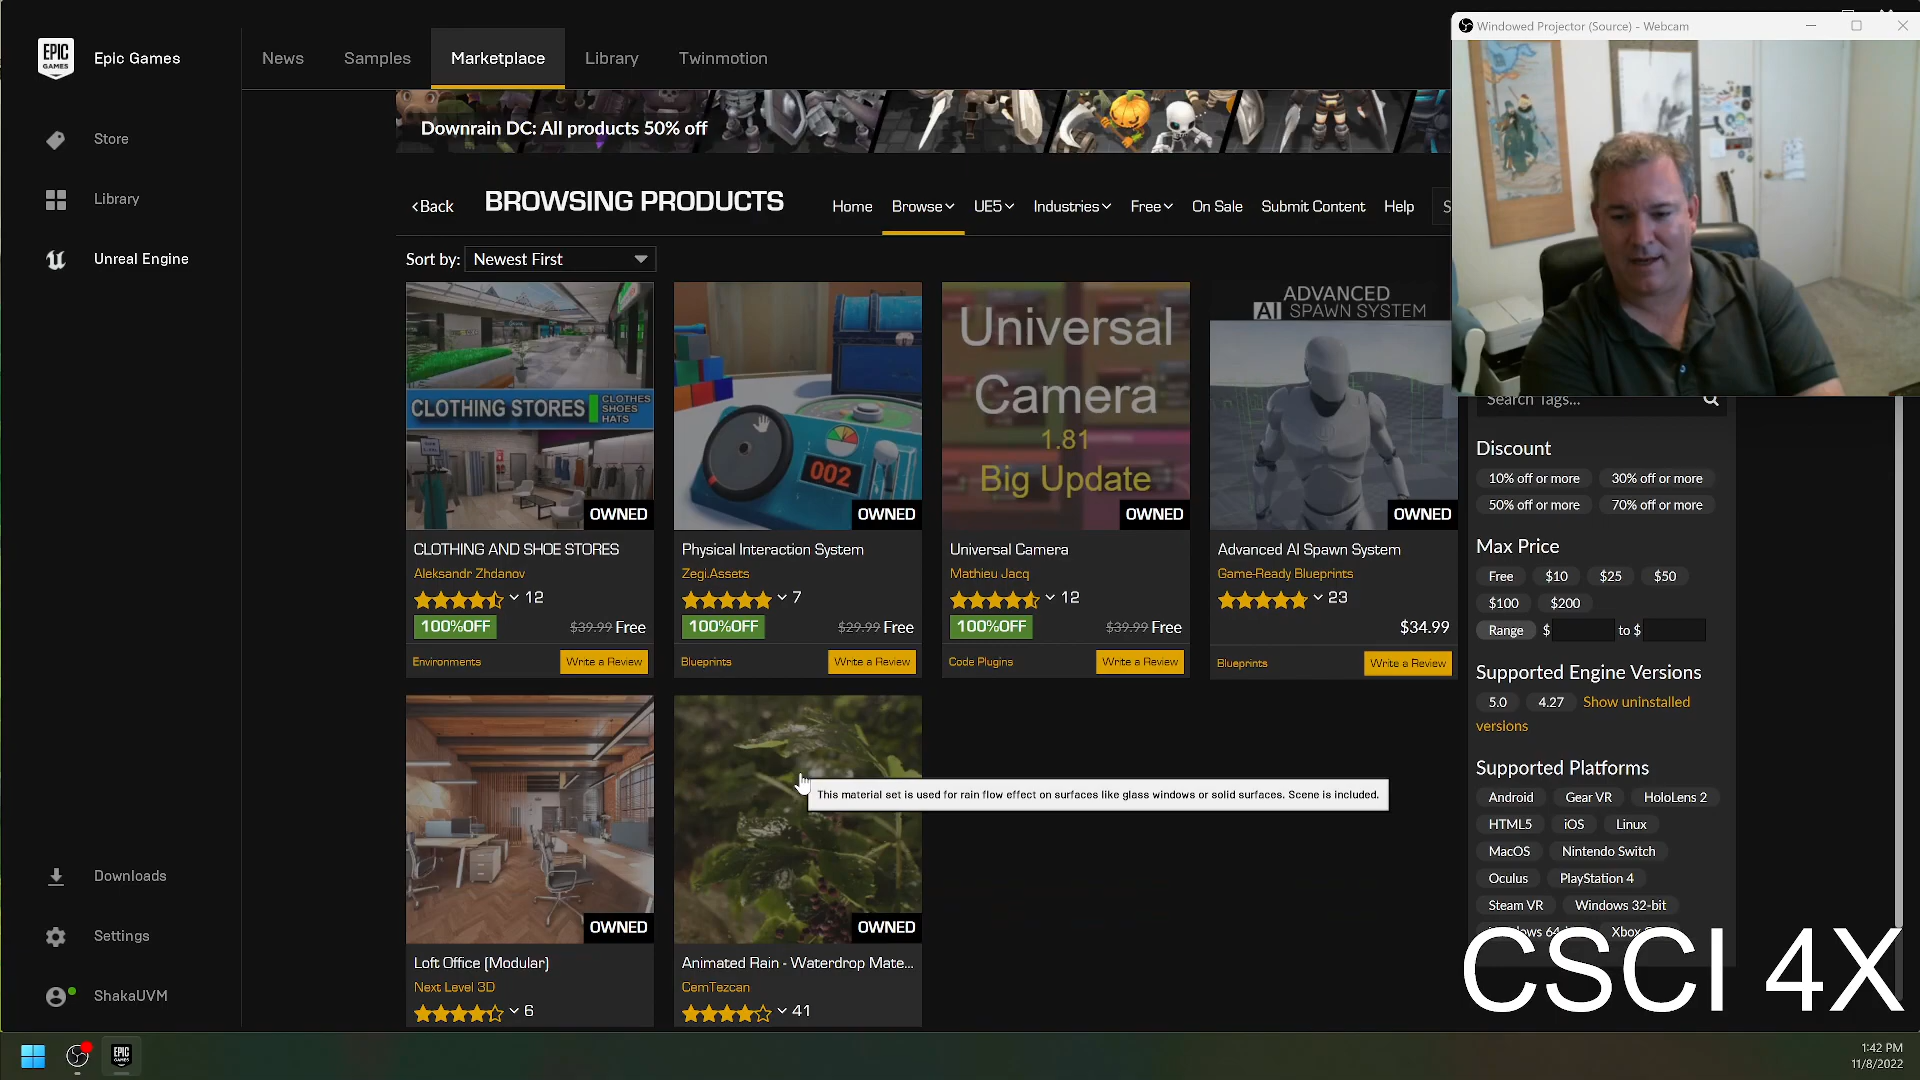 EPIC GAMES
Epic Games
News
Samples
Marketplace
Library
Twinmotion
Windowed Projector (Source) - Webcam
Store
Library
Unreal Engine
Downloads
Settings
ShakaUVM
Downrain DC: All products 50% off
<Back
BROWSING PRODUCTS
Home
Browse
UE5
Industries
Free
On Sale
Submit Content
Help
S
Sort by:
Newest First
CLOTHING STORES
CLOTHES
SHOES
HATS
OWNED
CLOTHING AND SHOE STORES
Aleksandr Zhdanov
12
100%OFF
$39.99 Free
Environments
Write a Review
002
OWNED
Physical Interaction System
Zegi.Assets
7
100%OFF
$29.99 Free
Blueprints
Write a Review
Universal
Camera
1.81
Big Update
OWNED
Universal Camera
Mathieu Jacq
12
100%OFF
$39.99 Free
Code Plugins
Write a Review
ADVANCED
AI SPAWN SYSTEM
OWNED
Advanced AI Spawn System
Game-Ready Blueprints
23
$34.99
Blueprints
Write a Review
OWNED
Loft Office (Modular)
Next Level 3D
6
OWNED
Animated Rain - Waterdrop Mate...
CemTezcan
41
This material set is used for rain flow effect on surfaces like glass windows or solid surfaces. Scene is included.
Search Tags...
Discount
10% off or more
30% off or more
50% off or more
70% off or more
Max Price
Free
$10
$25
$50
$100
$200
Range
$
to $
Supported Engine Versions
5.0
4.27
Show uninstalled
versions
Supported Platforms
Android
Gear VR
HoloLens 2
HTML5
iOS
Linux
MacOS
Nintendo Switch
Oculus
PlayStation 4
Steam VR
Windows 32-bit
CSCI 4X
EPIC GAMES
1:42 PM
11/8/2022